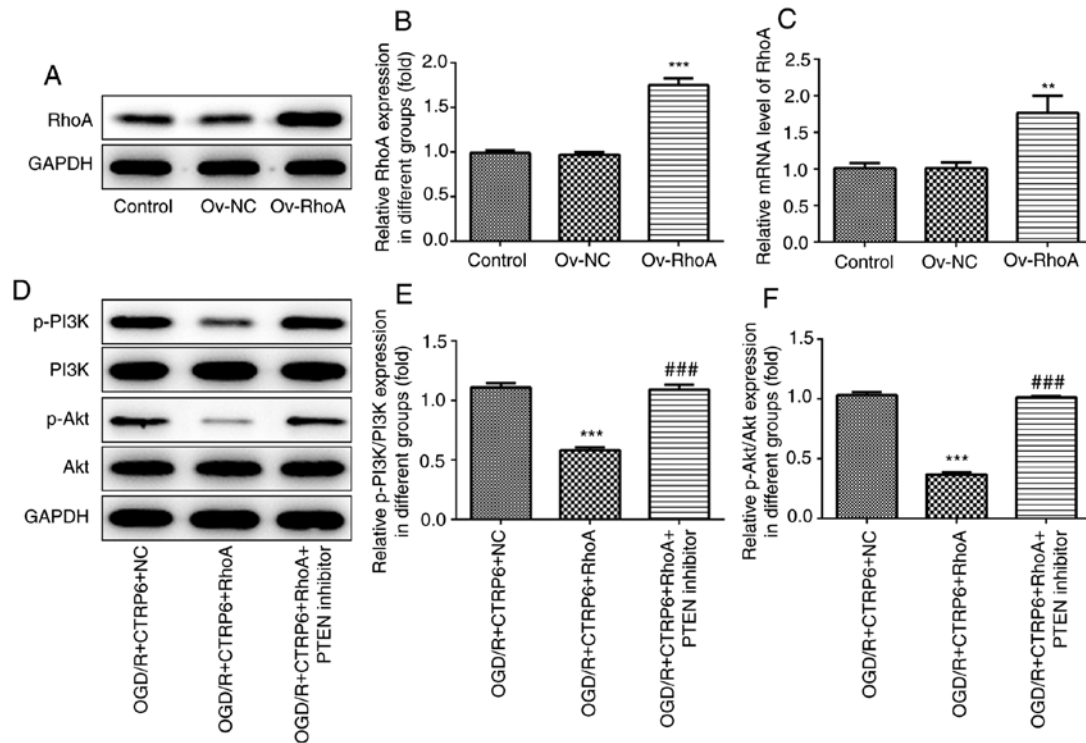 A
RhoA
GAPDH
Control Ov-NC Ov-RhoA
B
Relative RhoA expression
in different groups (fold)
2.0
1.5
1.0
0.5
0.0
***
Control Ov-NC Ov-RhoA
C
Relative mRNA level of RhoA
2.5
2.0
1.5
1.0
0.5
0.0
**
Control Ov-NC Ov-RhoA
D
p-PI3K
PI3K
p-Akt
Akt
GAPDH
OGD/R+CTRP6+NC
OGD/R+CTRP6+RhoA
OGD/R+CTRP6+RhoA+
PTEN inhibitor
E
Relative p-PI3K/PI3K expression
in different groups (fold)
1.5
1.0
0.5
0.0
***
###
OGD/R+CTRP6+NC
OGD/R+CTRP6+RhoA
OGD/R+CTRP6+RhoA+
PTEN inhibitor
F
Relative p-Akt/Akt expression
in different groups (fold)
1.5
1.0
0.5
0.0
***
###
OGD/R+CTRP6+NC
OGD/R+CTRP6+RhoA
OGD/R+CTRP6+RhoA+
PTEN inhibitor